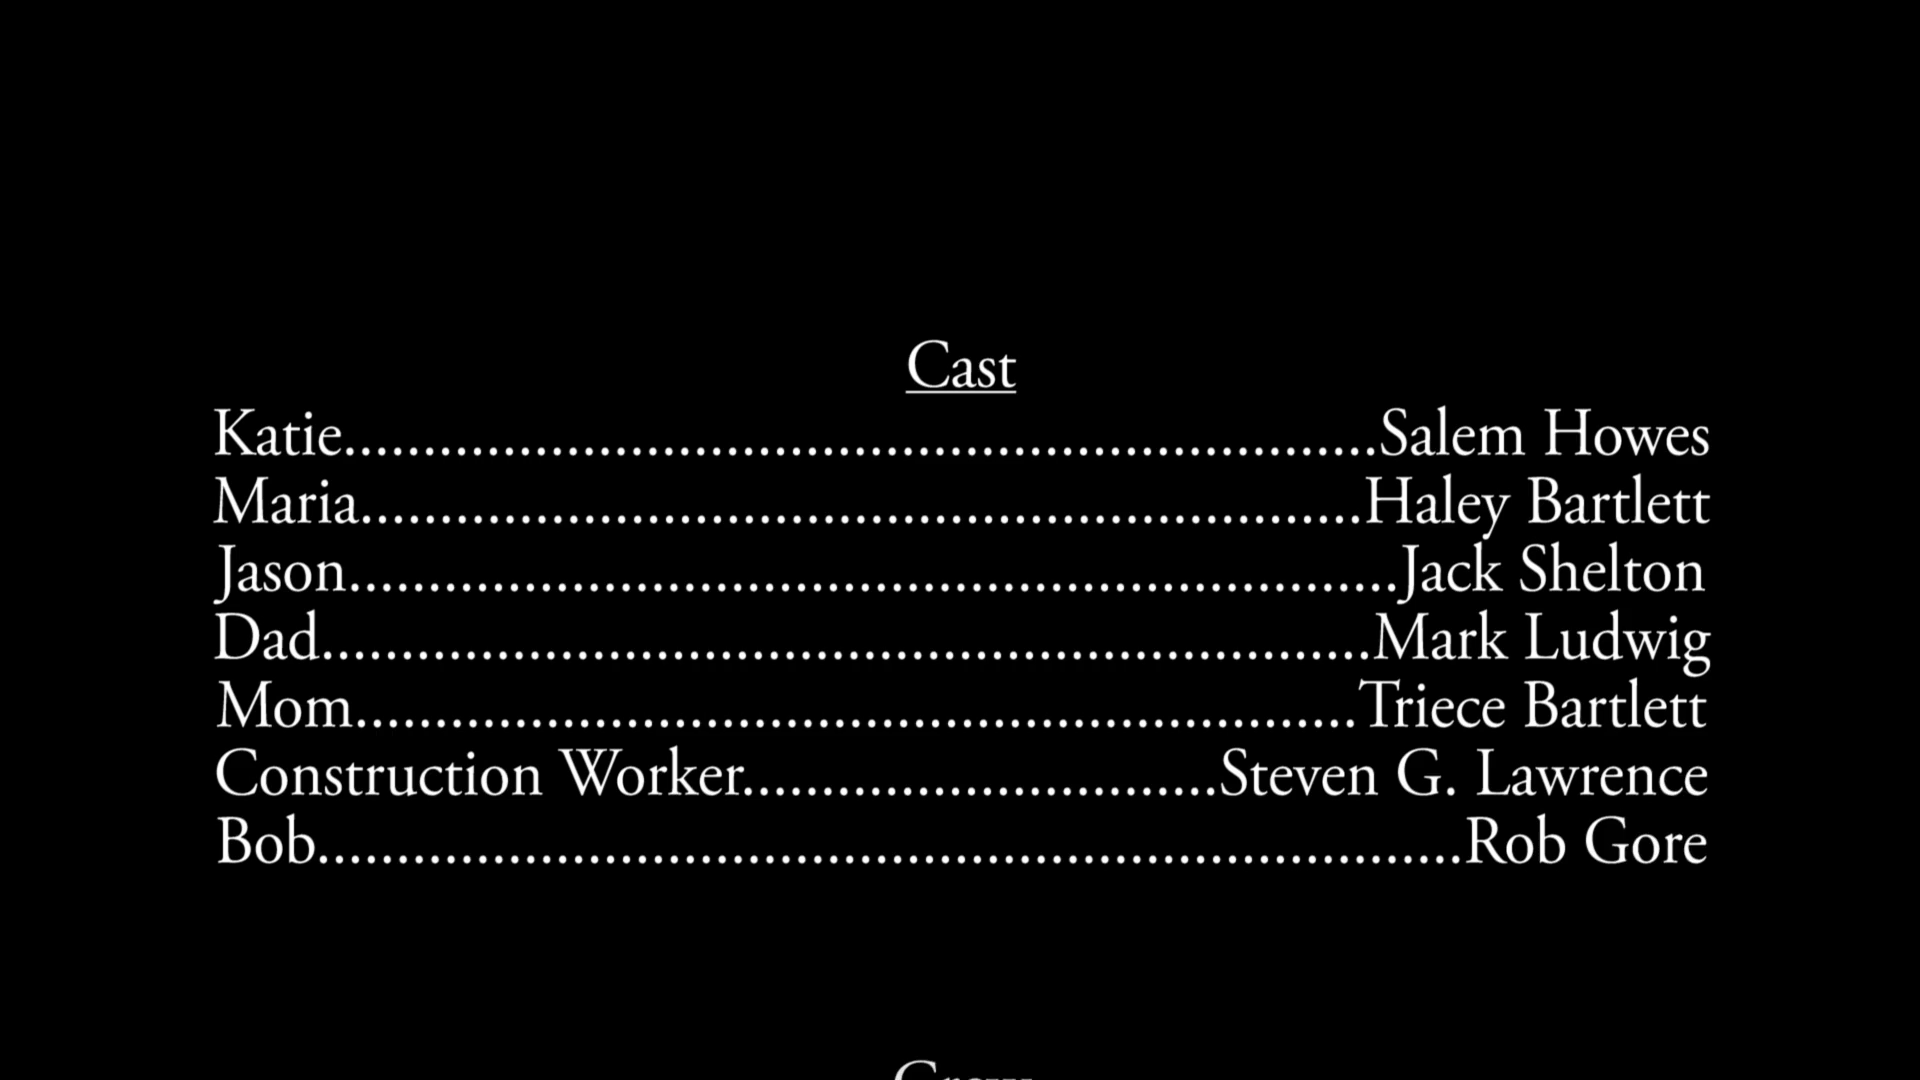 Cast
Katie.................................................................Salem Howes
Maria...............................................................Haley Bartlett
Jason..................................................................Jack Shelton
Dad..................................................................Mark Ludwig
Mom...............................................................Triece Bartlett
Construction Worker..............................Steven G. Lawrence
Bob........................................................................Rob Gore